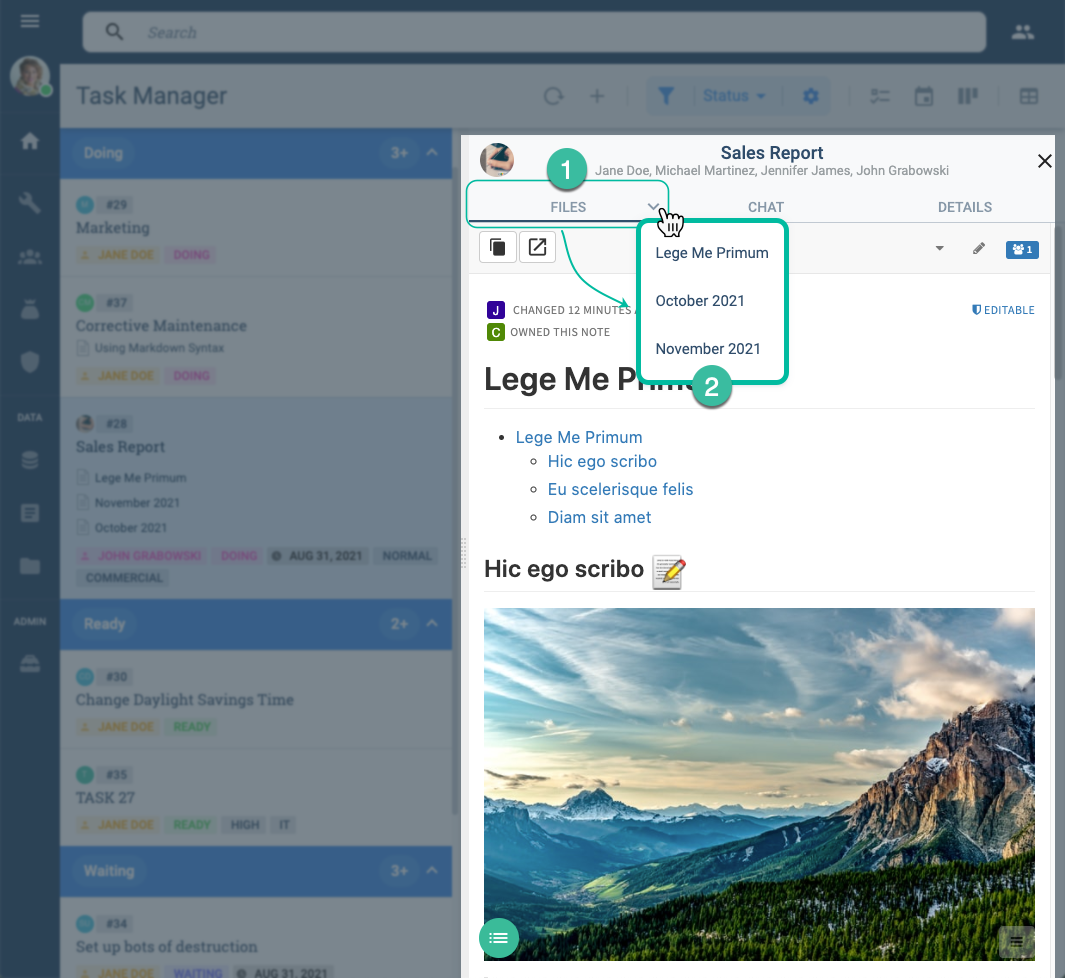 Search
Task Manager
Status
Doing
3+
#29
Marketing
JANE DOE DOING
#37
Corrective Maintenance
Using Markdown Syntax
JANE DOE DOING
DATA
#28
Sales Report
Lege Me Primum
November 2021
October 2021
JOHN GRABOWSKI DOING AUG 31, 2021 NORMAL
COMMERCIAL
Ready
2+
ADMIN
#30
Change Daylight Savings Time
JANE DOE READY
#35
TASK 27
JANE DOE READY HIGH IT
Waiting
3+
#34
Set up bots of destruction
JANE DOE WAITING AUG 31, 2021
Sales Report
1
Jane Doe, Michael Martinez, Jennifer James, John Grabowski
FILES CHAT DETAILS
Lege Me Primum
October 2021
November 2021
2
1
J CHANGED 12 MINUTES
EDITABLE
C OWNED THIS NOTE
Lege Me Pr
Lege Me Primum
Hic ego scribo
Eu scelerisque felis
Diam sit amet
Hic ego scribo